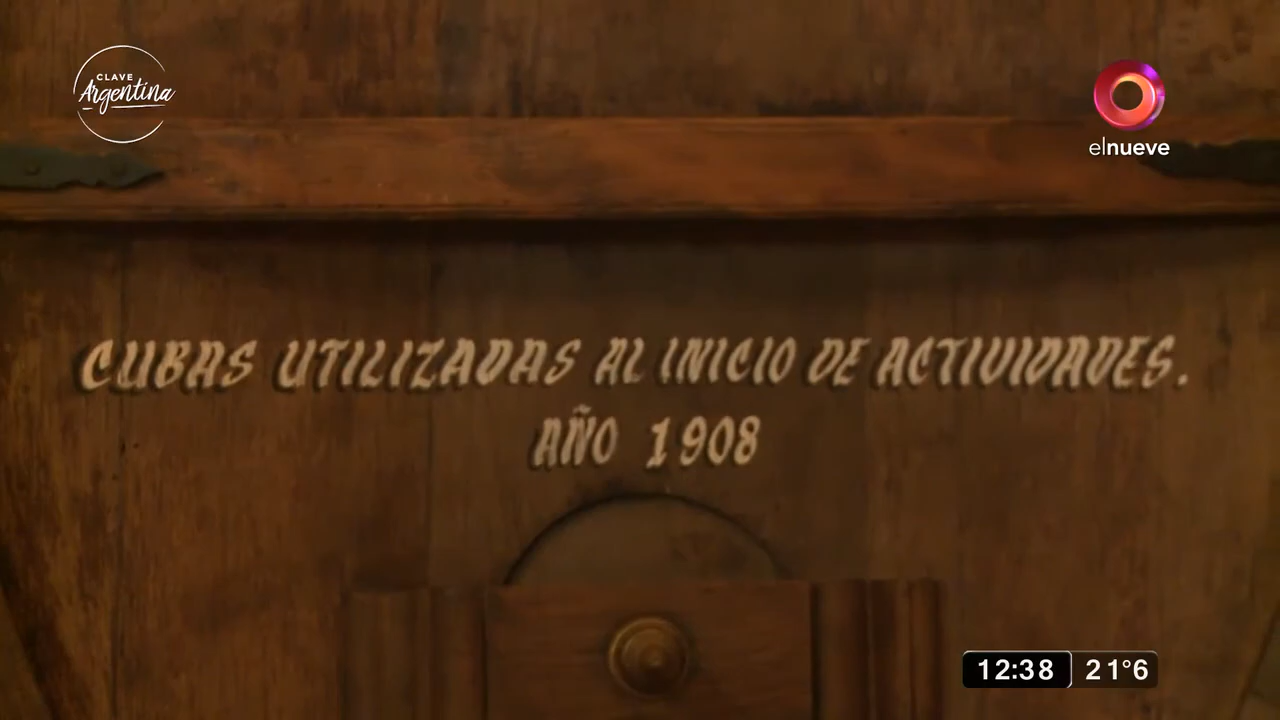 CLAVE
Argentina
elnueve
CUBAS UTILIZADAS AL INICIO DE ACTIVIDADES.
AÑO 1908
12:38 21°6